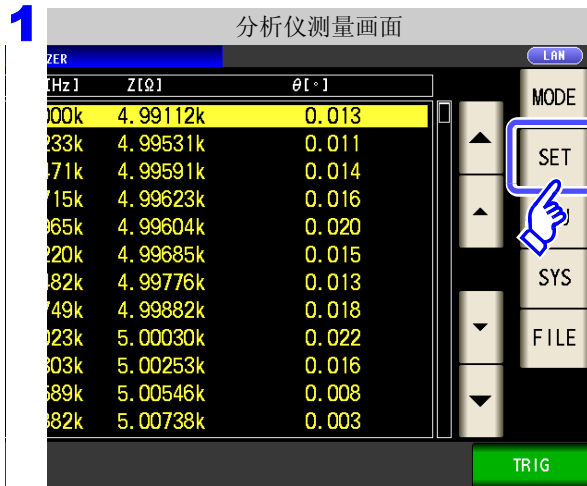 1
分析仪测量画面
ZER
LAN
[Hz] Z[Ω] θ[°]
MODE
00k 4.99112k 0.013
233k 4.99531k 0.011
SET
471k 4.99591k 0.014
715k 4.99623k 0.016
965k 4.99604k 0.020
220k 4.99685k 0.015
482k 4.99776k 0.013
SYS
749k 4.99882k 0.018
023k 5.00030k 0.022
FILE
303k 5.00253k 0.016
589k 5.00546k 0.008
882k 5.00738k 0.003
TRIG